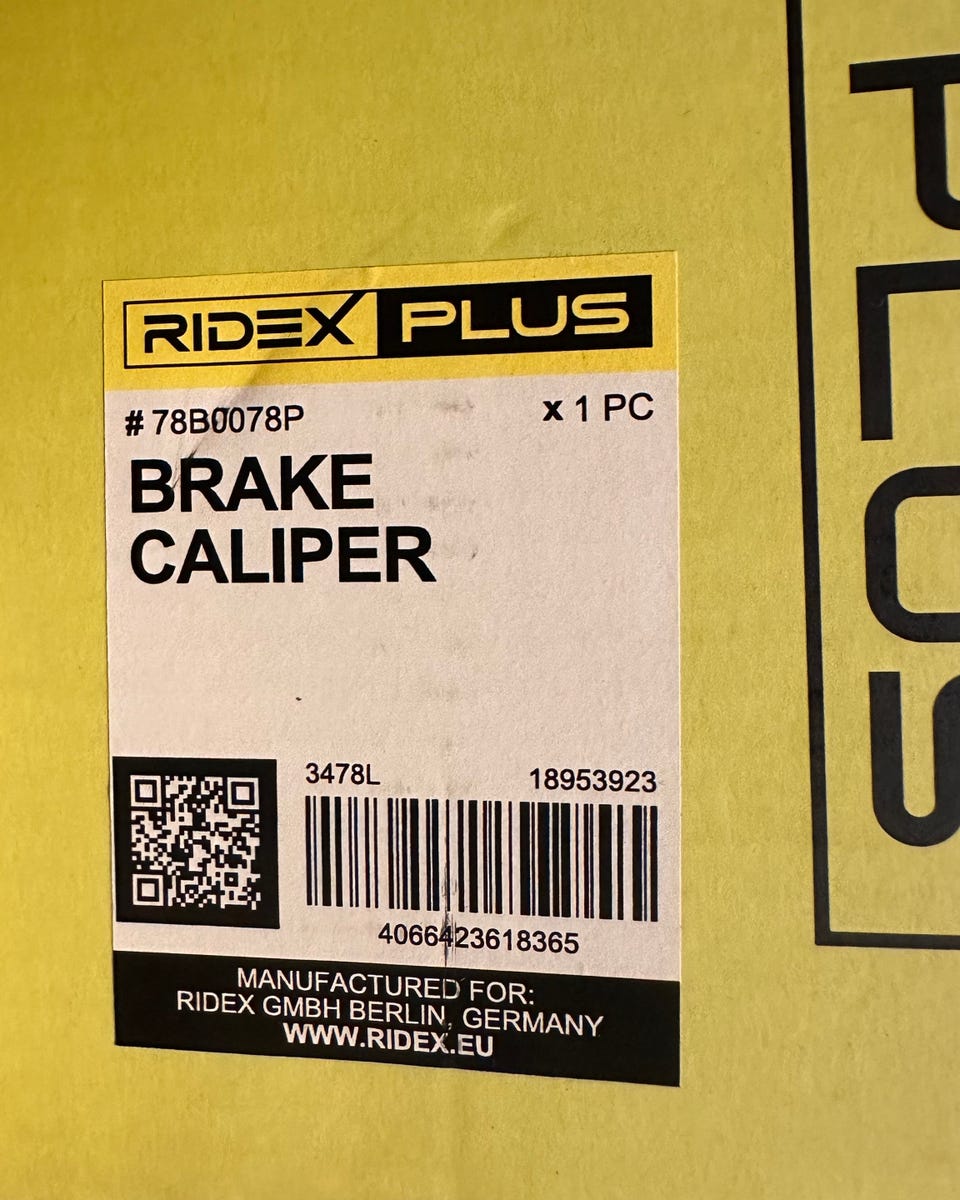 RIDEX PLUS
# 78B0078P x 1 PC
BRAKE
CALIPER
3478L 18953923
4066423618365
MANUFACTURED FOR:
RIDEX GMBH BERLIN, GERMANY
WWW.RIDEX.EU
PLUS